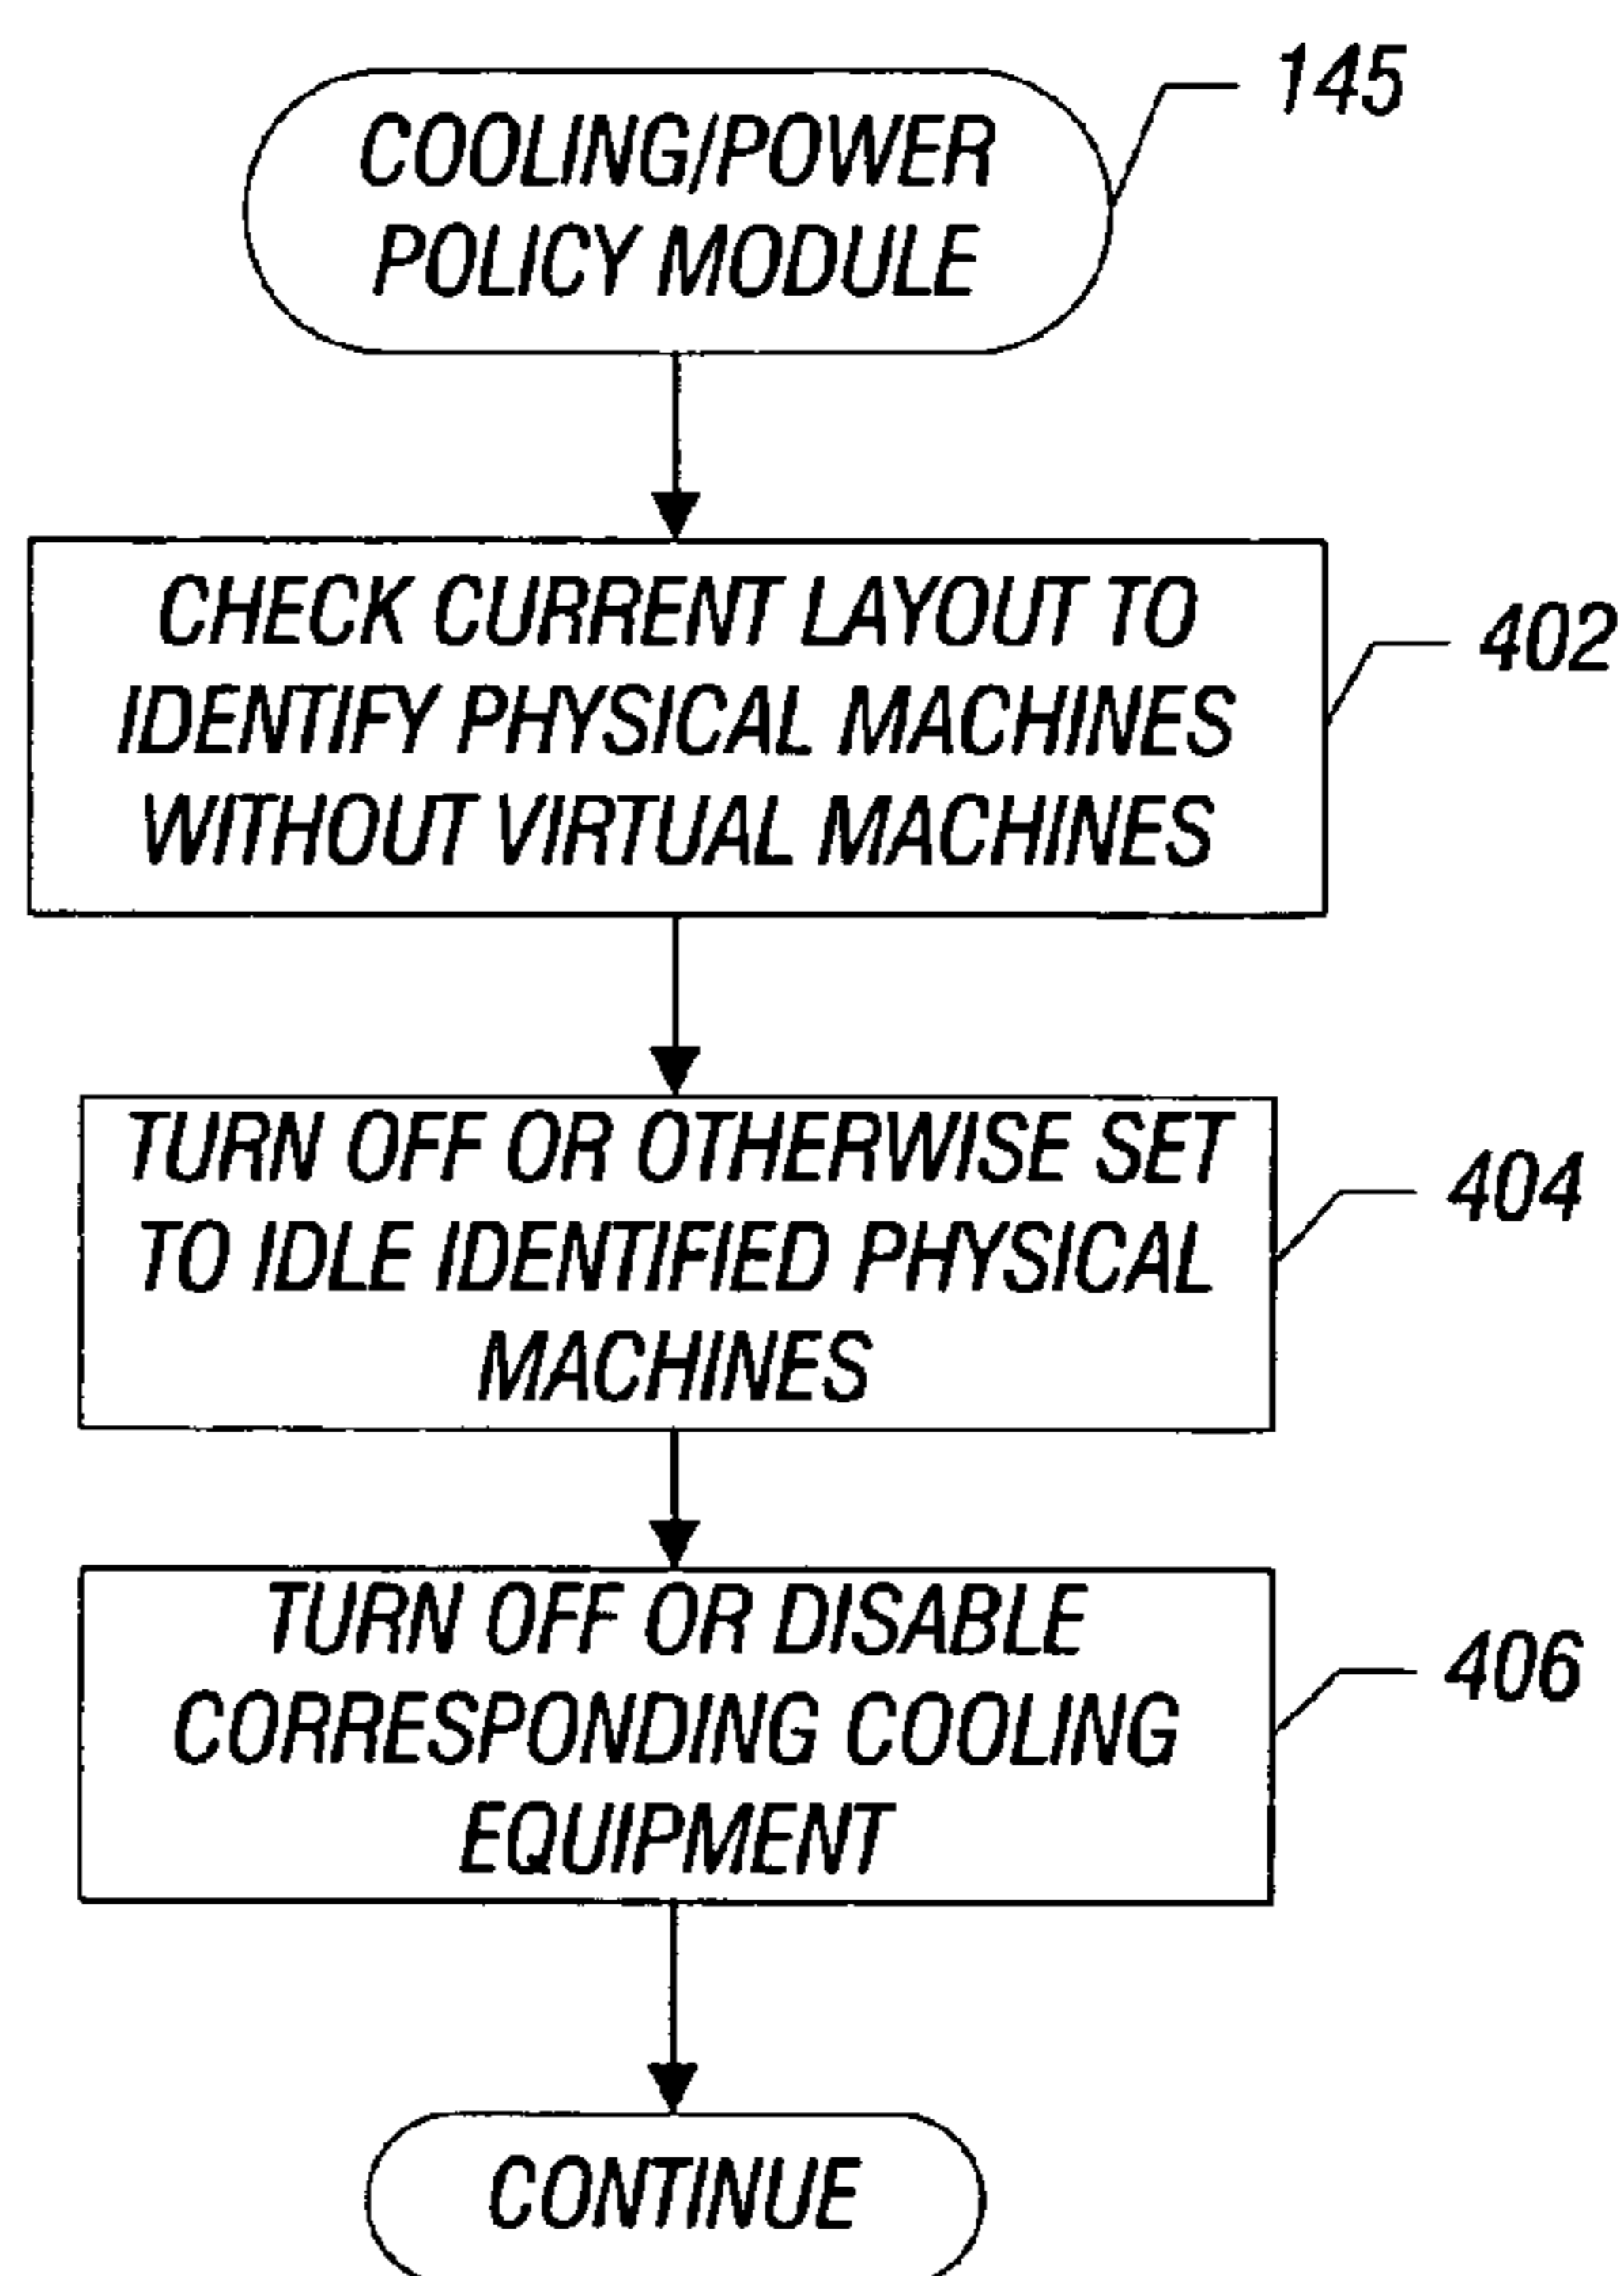 COOLING/POWER
POLICY MODULE
145
CHECK CURRENT LAYOUT TO
IDENTIFY PHYSICAL MACHINES
WITHOUT VIRTUAL MACHINES
402
TURN OFF OR OTHERWISE SET
TO IDLE IDENTIFIED PHYSICAL
MACHINES
404
TURN OFF OR DISABLE
CORRESPONDING COOLING
EQUIPMENT
406
CONTINUE